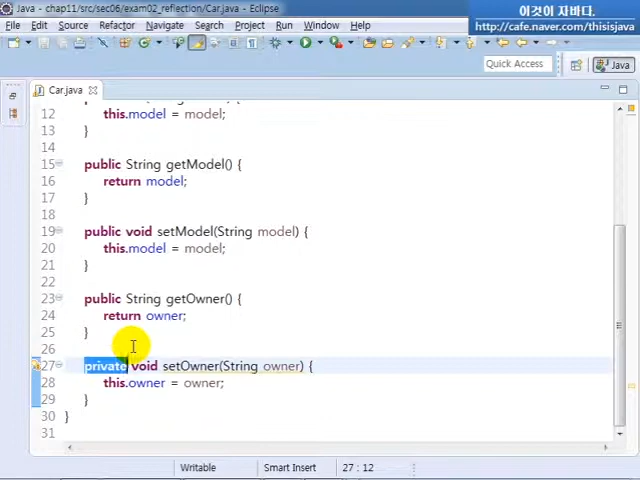 Java - chap11/src/sec06/exam02_reflection/Car.java - Eclipse
이것이 자바다.
http://cafe.naver.com/thisisjava
File Edit Source Refactor Navigate Search Project Run Window Help
Quick Access
Java
Car.java
12 this.model = model;
13 }
14
15 public String getModel() {
16 return model;
17 }
18
19 public void setModel(String model) {
20 this.model = model;
21 }
22
23 public String getOwner() {
24 return owner;
25 }
26
27 private void setOwner(String owner) {
28 this.owner = owner;
29 }
30 }
31
Writable
Smart Insert
27 : 12